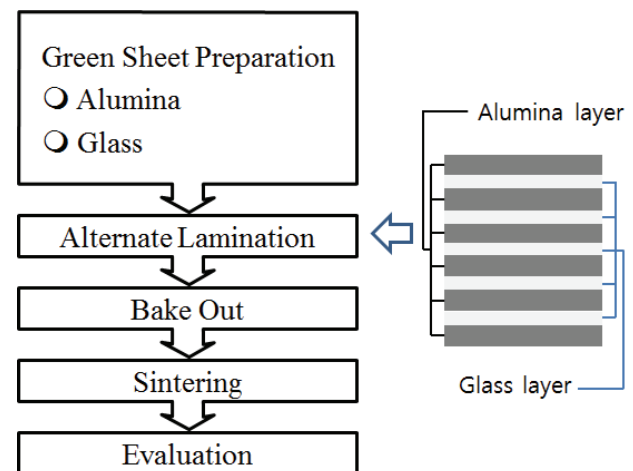 Green Sheet Preparation
❍ Alumina
❍ Glass
Alternate Lamination
Bake Out
Sintering
Evaluation
Alumina layer
Glass layer